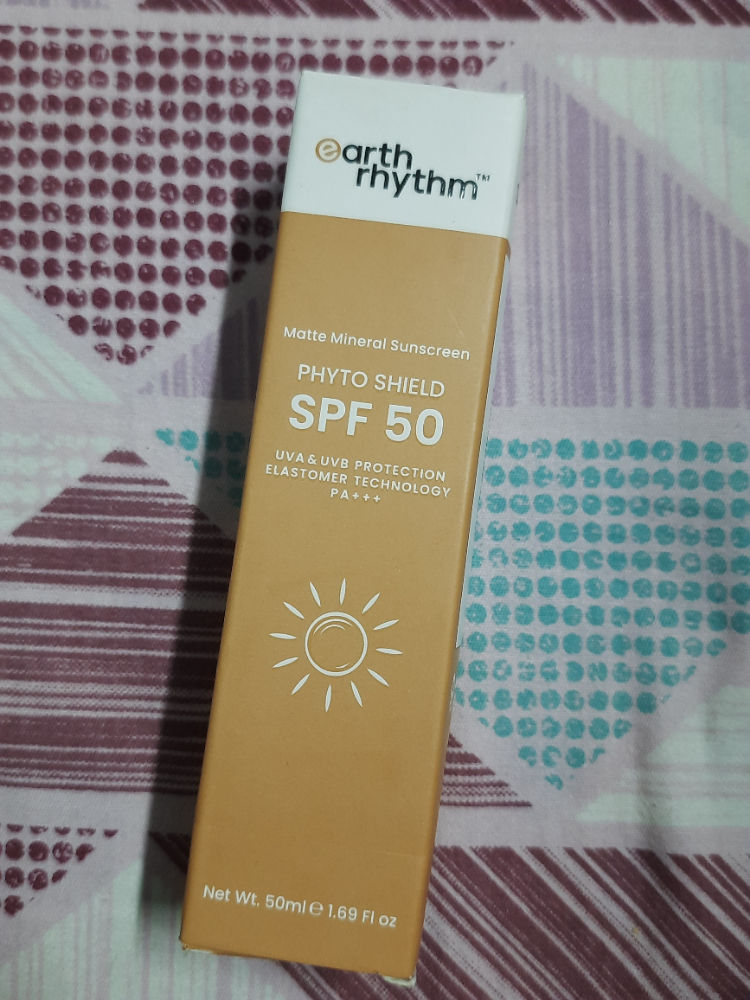 earth
rhythm™
Matte Mineral Sunscreen
PHYTO SHIELD
SPF 50
UVA & UVB PROTECTION
ELASTOMER TECHNOLOGY
PA+++
Net Wt. 50ml ℮ 1.69 Fl oz